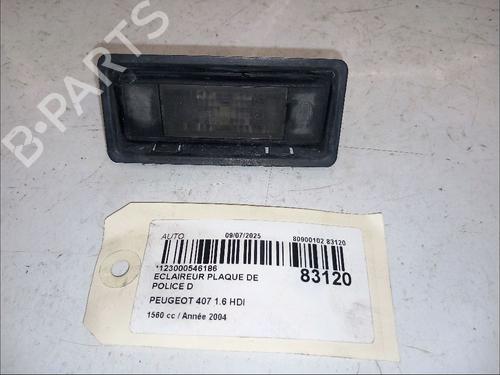 B-PARTS
AUTO 09/07/2025 80900102 83120
*123000546186
83120
ECLAIREUR PLAQUE DE
POLICE D
PEUGEOT 407 1.6 HDI
1560 cc / Année 2004